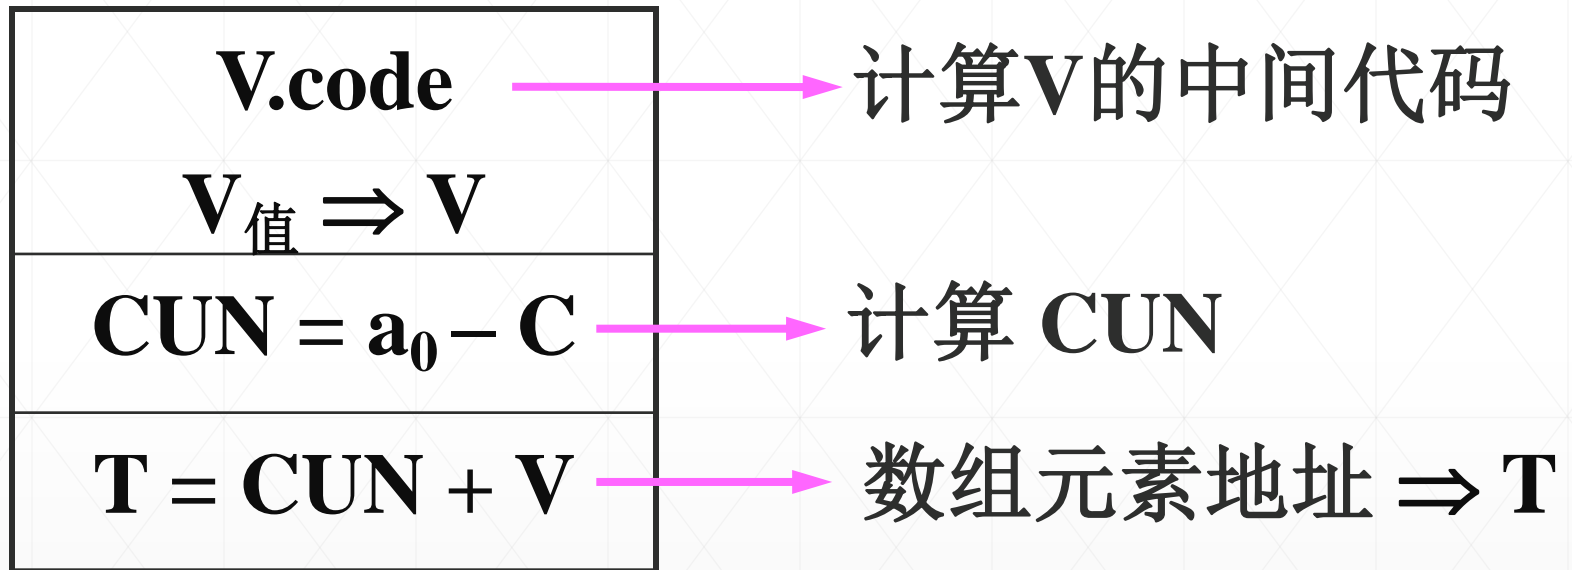 V.code 计算V的中间代码
V值 ⇒ V
CUN = a₀ – C 计算 CUN
T = CUN + V 数组元素地址 ⇒ T